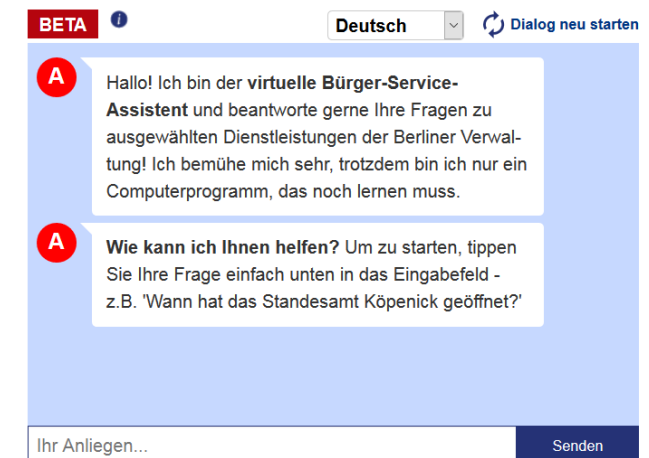 BETA i Deutsch Dialog neu starten
A
Hallo! Ich bin der virtuelle Bürger-Service-
Assistent und beantworte gerne Ihre Fragen zu
ausgewählten Dienstleistungen der Berliner Verwal-
tung! Ich bemühe mich sehr, trotzdem bin ich nur ein
Computerprogramm, das noch lernen muss.
A
Wie kann ich Ihnen helfen? Um zu starten, tippen
Sie Ihre Frage einfach unten in das Eingabefeld -
z.B. 'Wann hat das Standesamt Köpenick geöffnet?'
Ihr Anliegen... Senden